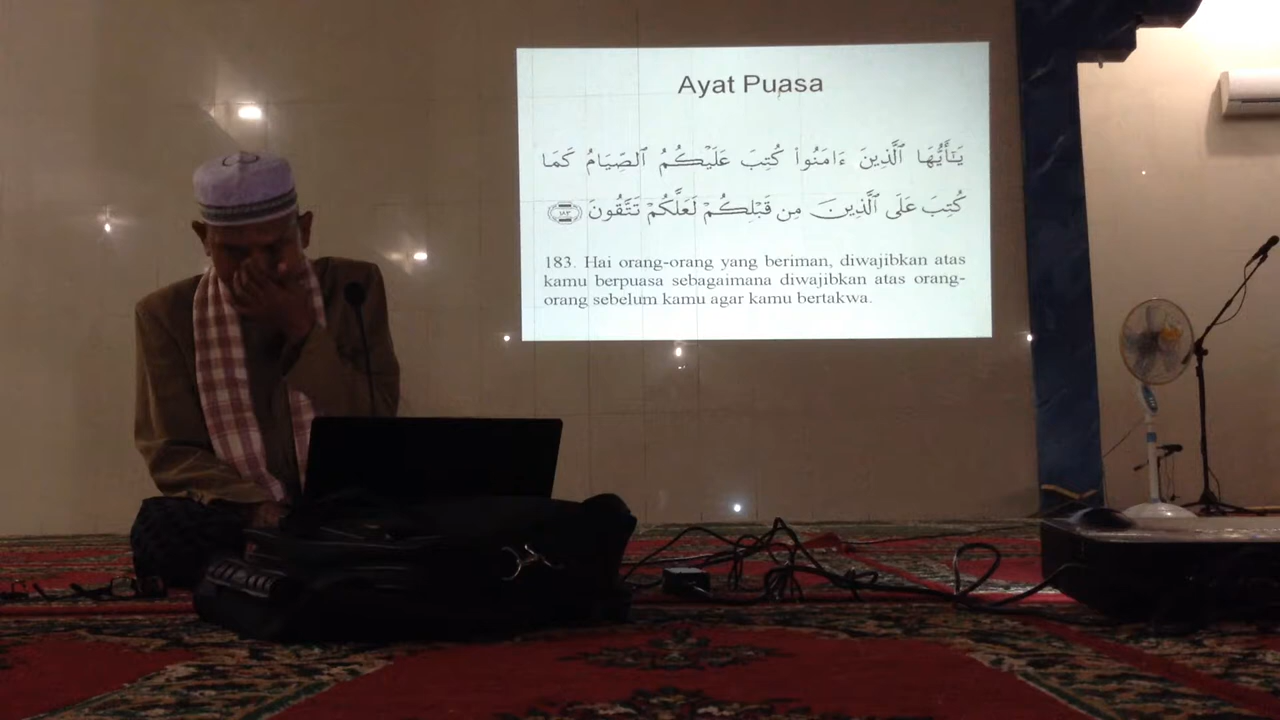 Ayat Puasa
يَٰٓأَيُّهَا ٱلَّذِينَ ءَامَنُوا۟ كُتِبَ عَلَيْكُمُ ٱلصِّيَامُ كَمَا
كُتِبَ عَلَى ٱلَّذِينَ مِن قَبْلِكُمْ لَعَلَّكُمْ تَتَّقُونَ ١٨٣
183. Hai orang-orang yang beriman, diwajibkan atas
kamu berpuasa sebagaimana diwajibkan atas orang-
orang sebelum kamu agar kamu bertakwa.